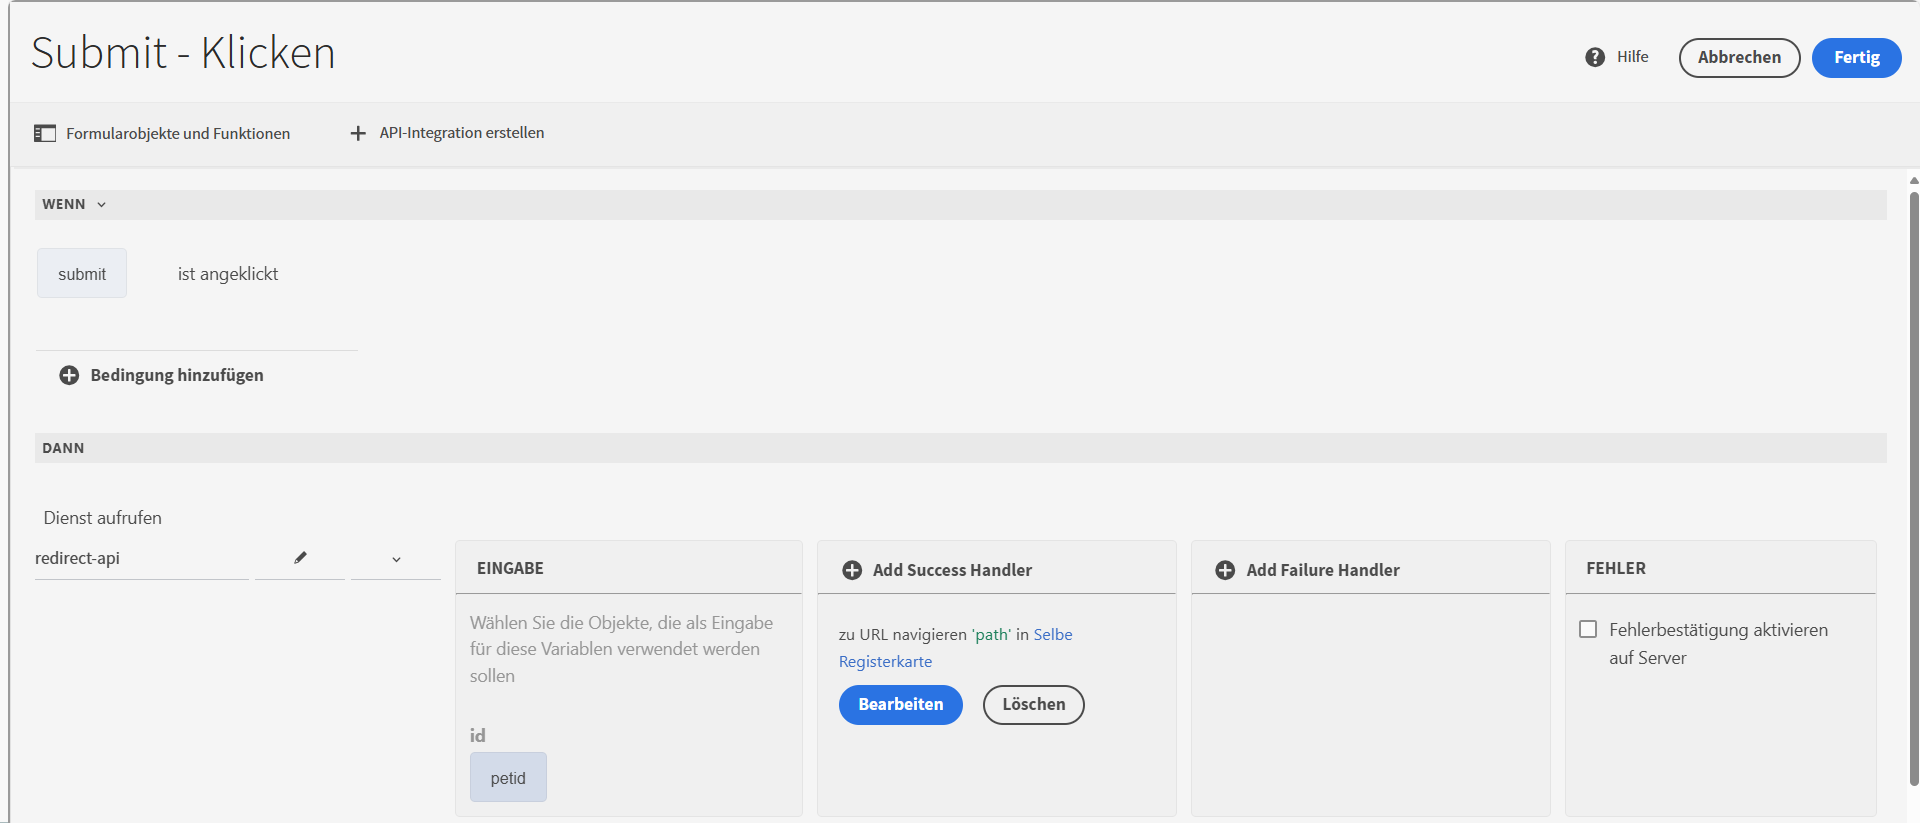 Submit - Klicken
Hilfe
Abbrechen
Fertig
Formularobjekte und Funktionen
API-Integration erstellen
WENN
submit
ist angeklickt
Bedingung hinzufügen
DANN
Dienst aufrufen
redirect-api
EINGABE
Wählen Sie die Objekte, die als Eingabe
für diese Variablen verwendet werden
sollen
id
petid
Add Success Handler
zu URL navigieren 'path' in Selbe
Registerkarte
Bearbeiten
Löschen
Add Failure Handler
FEHLER
Fehlerbestätigung aktivieren
auf Server